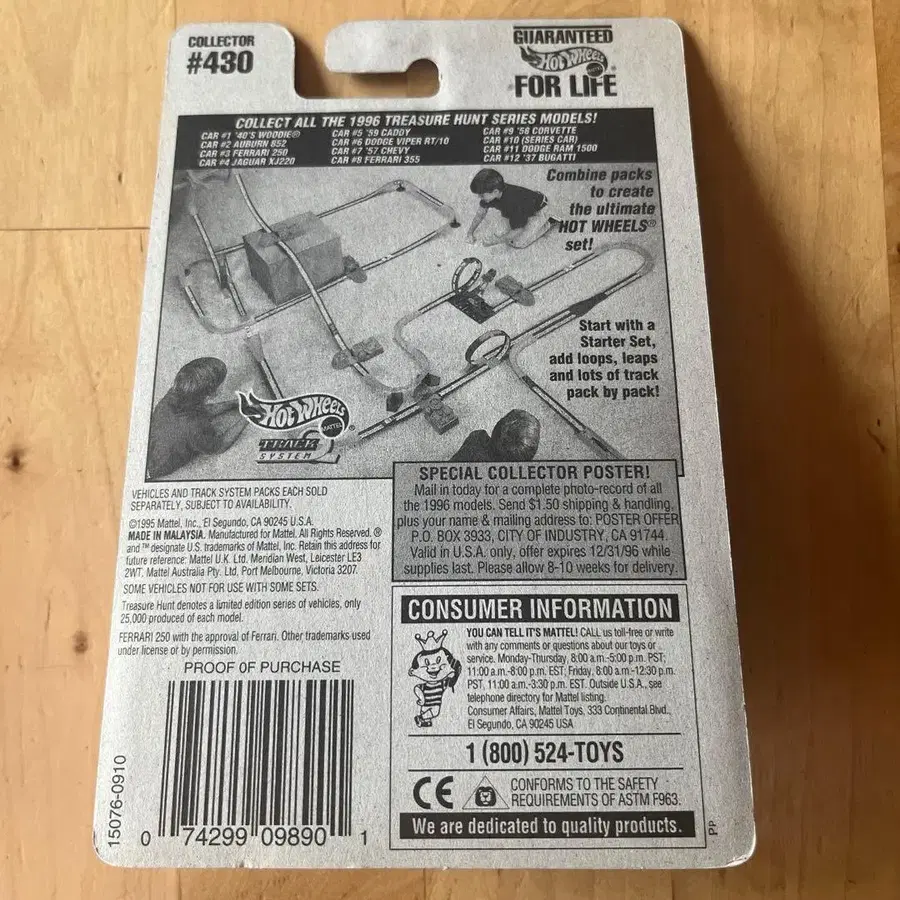 COLLECTOR
#430
GUARANTEED
HOT WHEELS
MATTEL
®
FOR LIFE
COLLECT ALL THE 1996 TREASURE HUNT SERIES MODELS!
CAR #1 '40'S WOODIE®
CAR #2 AUBURN 852
CAR #3 FERRARI 250
CAR #4 JAGUAR XJ220
CAR #5 '59 CADDY
CAR #6 DODGE VIPER RT/10
CAR #7 '57 CHEVY
CAR #8 FERRARI 355
CAR #9 '58 CORVETTE
CAR #10 (SERIES CAR)
CAR #11 DODGE RAM 1500
CAR #12 '37 BUGATTI
Combine packs
to create
the ultimate
HOT WHEELS®
set!
Start with a
Starter Set,
add loops, leaps
and lots of track
pack by pack!
HOT WHEELS
MATTEL
®
TRACK
SYSTEM
VEHICLES AND TRACK SYSTEM PACKS EACH SOLD
SEPARATELY, SUBJECT TO AVAILABILITY.
©1995 Mattel, Inc., El Segundo, CA 90245 U.S.A.
MADE IN MALAYSIA. Manufactured for Mattel. All Rights Reserved. ®
and ™ designate U.S. trademarks of Mattel, Inc. Retain this address for
future reference: Mattel U.K. Ltd. Meridian West, Leicester LE3
2WT. Mattel Australia Pty. Ltd. Port Melbourne, Victoria 3207.
SOME VEHICLES NOT FOR USE WITH SOME SETS.
Treasure Hunt denotes a limited edition series of vehicles, only
25,000 produced of each model.
FERRARI 250 with the approval of Ferrari. Other trademarks used
under license or by permission.
PROOF OF PURCHASE
15076-0910
0 74299 09890 1
SPECIAL COLLECTOR POSTER!
Mail in today for a complete photo-record of all
the 1996 models. Send $1.50 shipping & handling,
plus your name & mailing address to: POSTER OFFER
P.O. BOX 3933, CITY OF INDUSTRY, CA 91744.
Valid in U.S.A. only, offer expires 12/31/96 while
supplies last. Please allow 8-10 weeks for delivery.
CONSUMER INFORMATION
YOU CAN TELL IT'S MATTEL! CALL us toll-free or write
with any comments or questions about our toys or
service. Monday-Thursday, 8:00 a.m.-5:00 p.m. PST;
11:00 a.m.-8:00 p.m. EST; Friday, 8:00 a.m.-12:30 p.m.
PST, 11:00 a.m.-3:30 p.m. EST. Outside U.S.A., see
telephone directory for Mattel listing.
Consumer Affairs, Mattel Toys, 333 Continental Blvd.,
El Segundo, CA 90245 USA
1 (800) 524-TOYS
CE
CONFORMS TO THE SAFETY
REQUIREMENTS OF ASTM F963.
We are dedicated to quality products.
PP